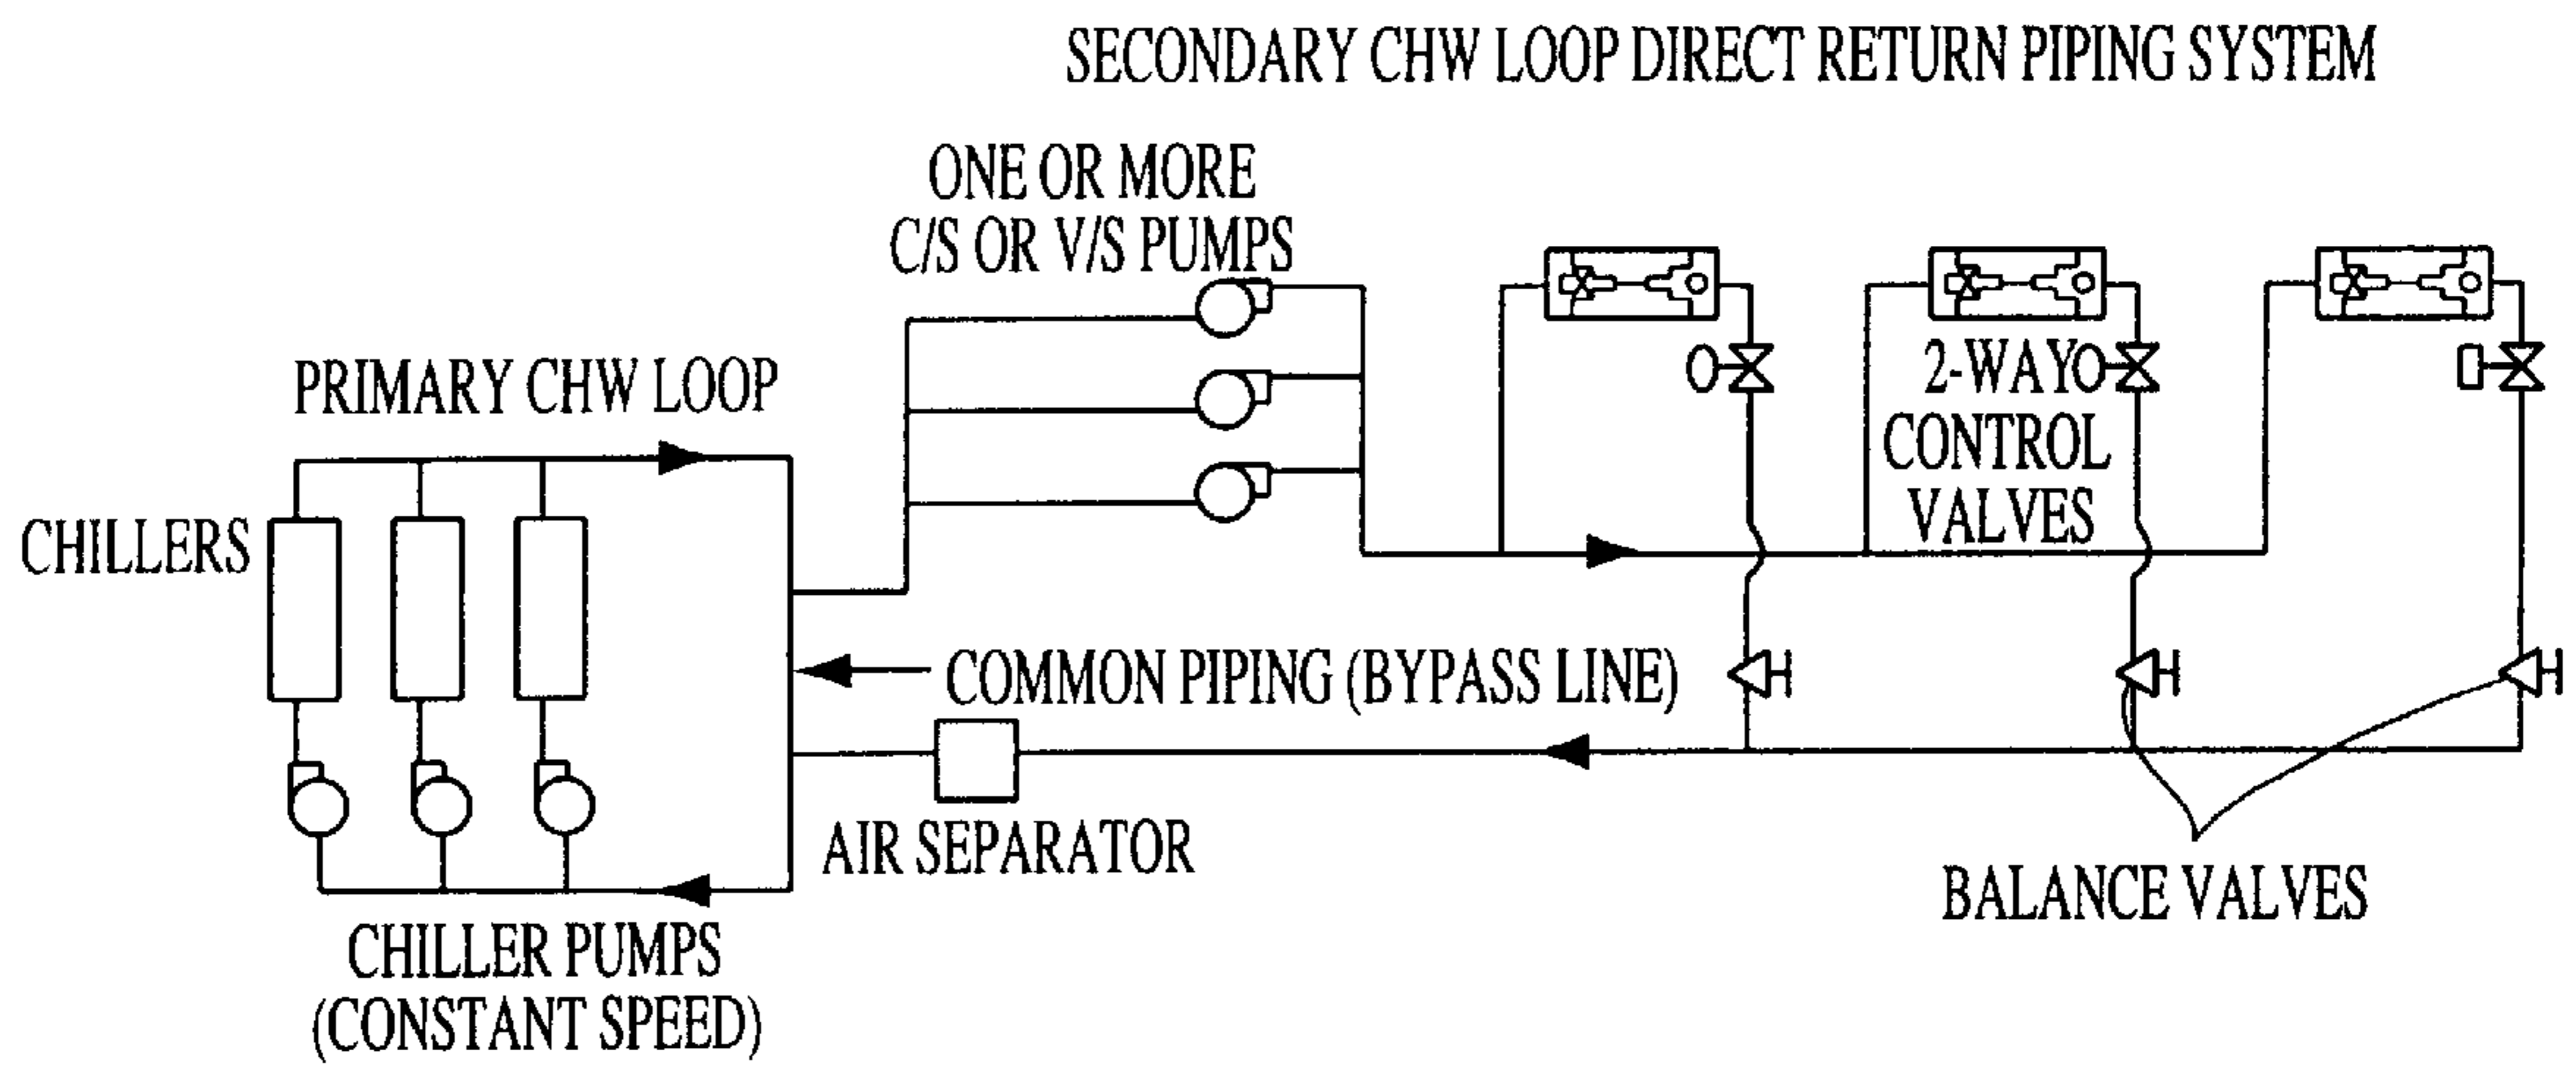 SECONDARY CHW LOOP DIRECT RETURN PIPING SYSTEM
ONE OR MORE
C/S OR V/S PUMPS
PRIMARY CHW LOOP
2-WAY
CONTROL
VALVES
CHILLERS
COMMON PIPING (BYPASS LINE)
AIR SEPARATOR
BALANCE VALVES
CHILLER PUMPS
(CONSTANT SPEED)